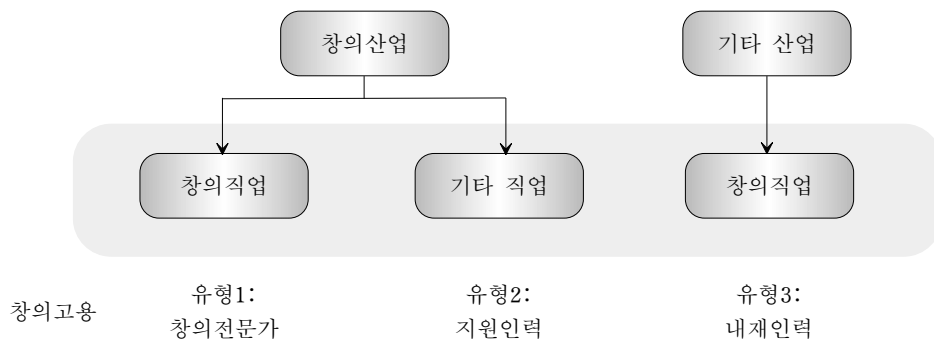 창의산업
기타 산업
창의직업
기타 직업
창의직업
창의고용
유형1:
창의전문가
유형2:
지원인력
유형3:
내재인력